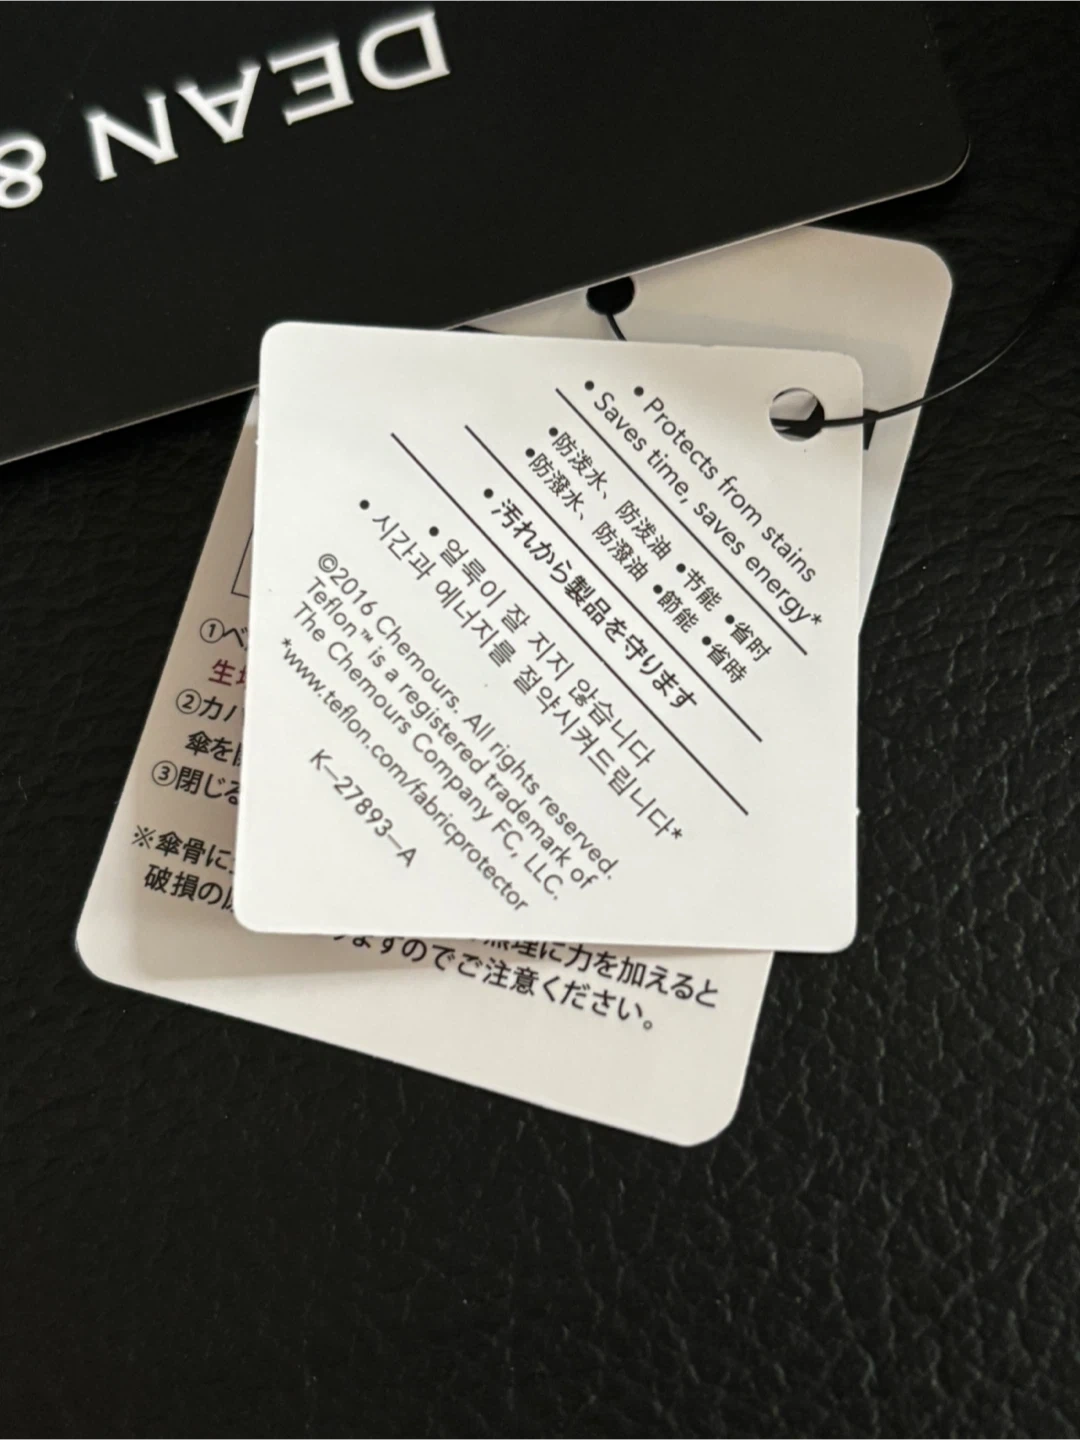 DEAN &
• Protects from stains
• Saves time, saves energy*
•防泼水、防泼油 •节能 •省时
•防潑水、防潑油 •節能 •省時
• 汚れから製品を守ります
• 얼룩이 잘 지지 않습니다
• 시간과 에너지를 절약시켜드립니다*
©2016 Chemours. All rights reserved.
Teflon™ is a registered trademark of
The Chemours Company FC, LLC.
*www.teflon.com/fabricprotector
K-27893-A
①ベ
生
②カバ
傘を
③閉じる
※傘骨に 無理に力を加えると
破損の ますのでご注意ください。